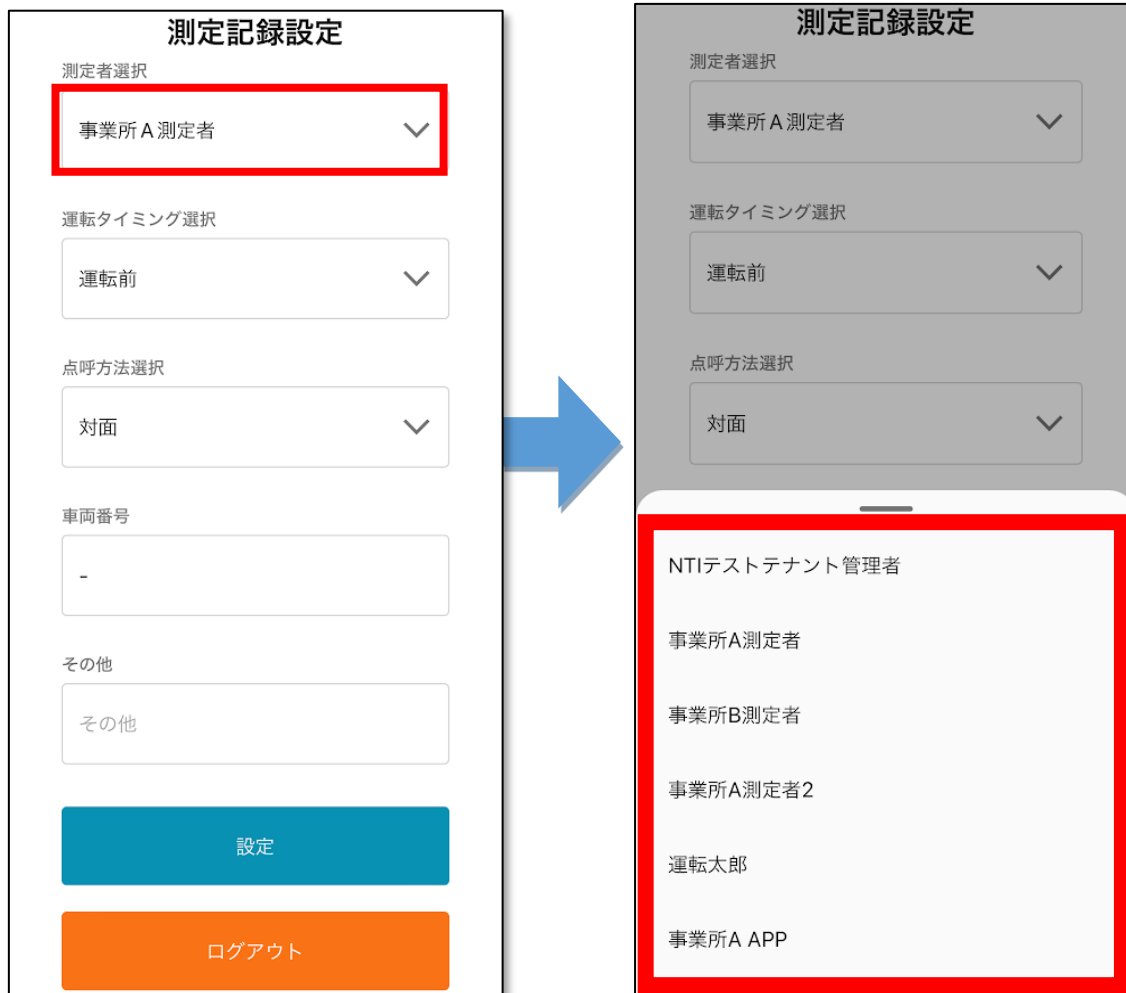 測定記録設定
測定者選択
事業所Ａ測定者
運転タイミング選択
運転前
点呼方法選択
対面
車両番号
-
その他
その他
設定
ログアウト
測定記録設定
測定者選択
事業所Ａ測定者
運転タイミング選択
運転前
点呼方法選択
対面
NTIテストテナント管理者
事業所A測定者
事業所B測定者
事業所A測定者2
運転太郎
事業所A APP